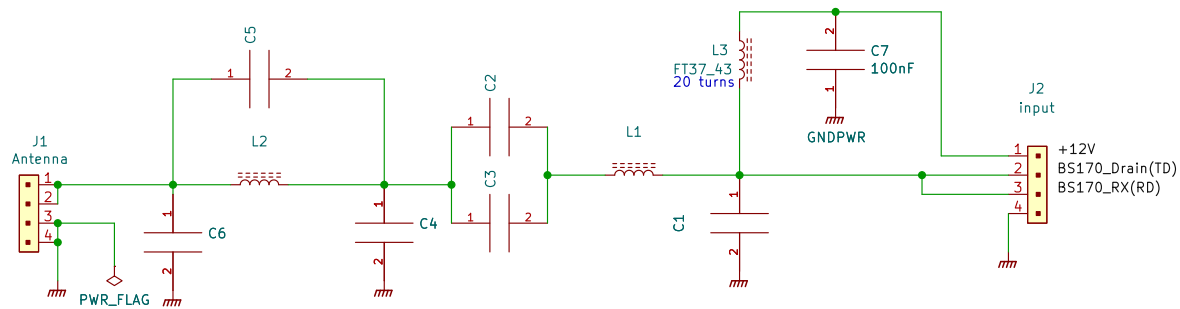 J1
Antenna
1
2
3
4
PWR_FLAG
C5
1
2
L2
1
C6
2
1
C4
2
C2
1
2
C3
1
2
L1
L3
FT37_43
20 turns
2
C7
100nF
1
GNDPWR
1
C1
2
J2
input
1
+12V
2
BS170_Drain(TD)
3
BS170_RX(RD)
4